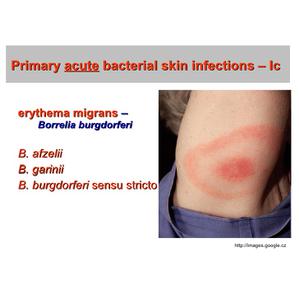 Primary acute bacterial skin infections – Ic
erythema migrans –
Borrelia burgdorferi
B. afzelii
B. garinii
B. burgdorferi sensu stricto
http://images.google.cz